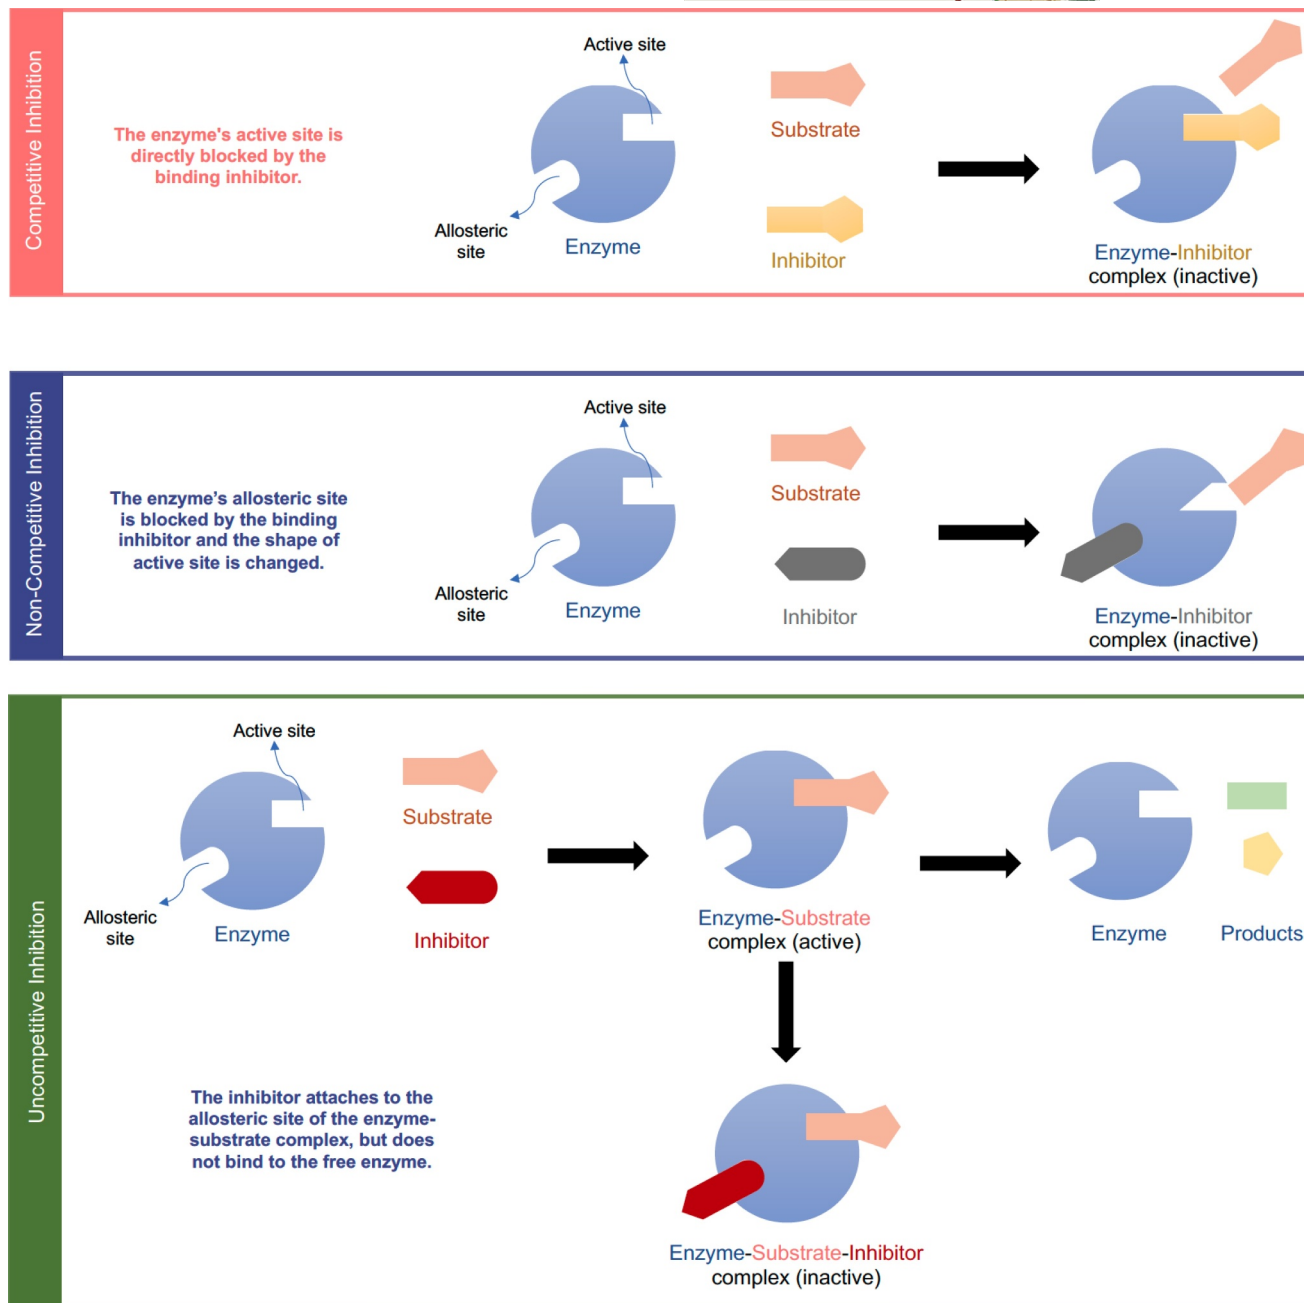 Competitive Inhibition
The enzyme's active site is
directly blocked by the
binding inhibitor.
Active site
Allosteric
site
Enzyme
Substrate
Inhibitor
Enzyme-Inhibitor
complex (inactive)
Non-Competitive Inhibition
The enzyme’s allosteric site
is blocked by the binding
inhibitor and the shape of
active site is changed.
Active site
Allosteric
site
Enzyme
Substrate
Inhibitor
Enzyme-Inhibitor
complex (inactive)
Uncompetitive Inhibition
Active site
Allosteric
site
Enzyme
Substrate
Inhibitor
Enzyme-Substrate
complex (active)
Enzyme
Products
The inhibitor attaches to the
allosteric site of the enzyme-
substrate complex, but does
not bind to the free enzyme.
Enzyme-Substrate-Inhibitor
complex (inactive)